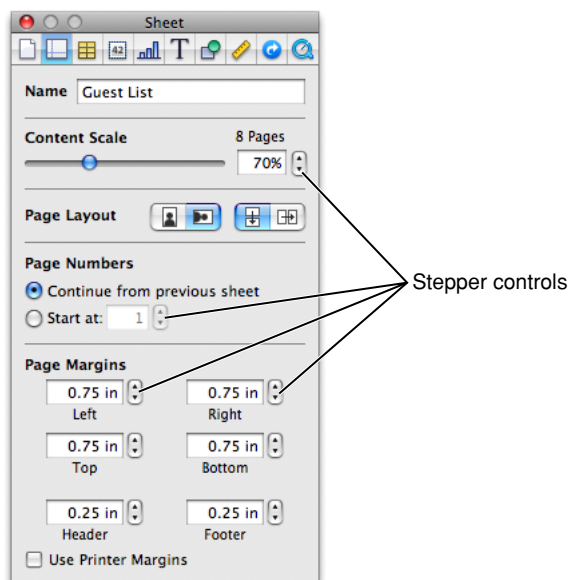 Sheet
42
T
Name Guest List
Content Scale 8 Pages
70%
Page Layout
Page Numbers
Continue from previous sheet
Start at: 1
Stepper controls
Page Margins
0.75 in 0.75 in
Left Right
0.75 in 0.75 in
Top Bottom
0.25 in 0.25 in
Header Footer
Use Printer Margins